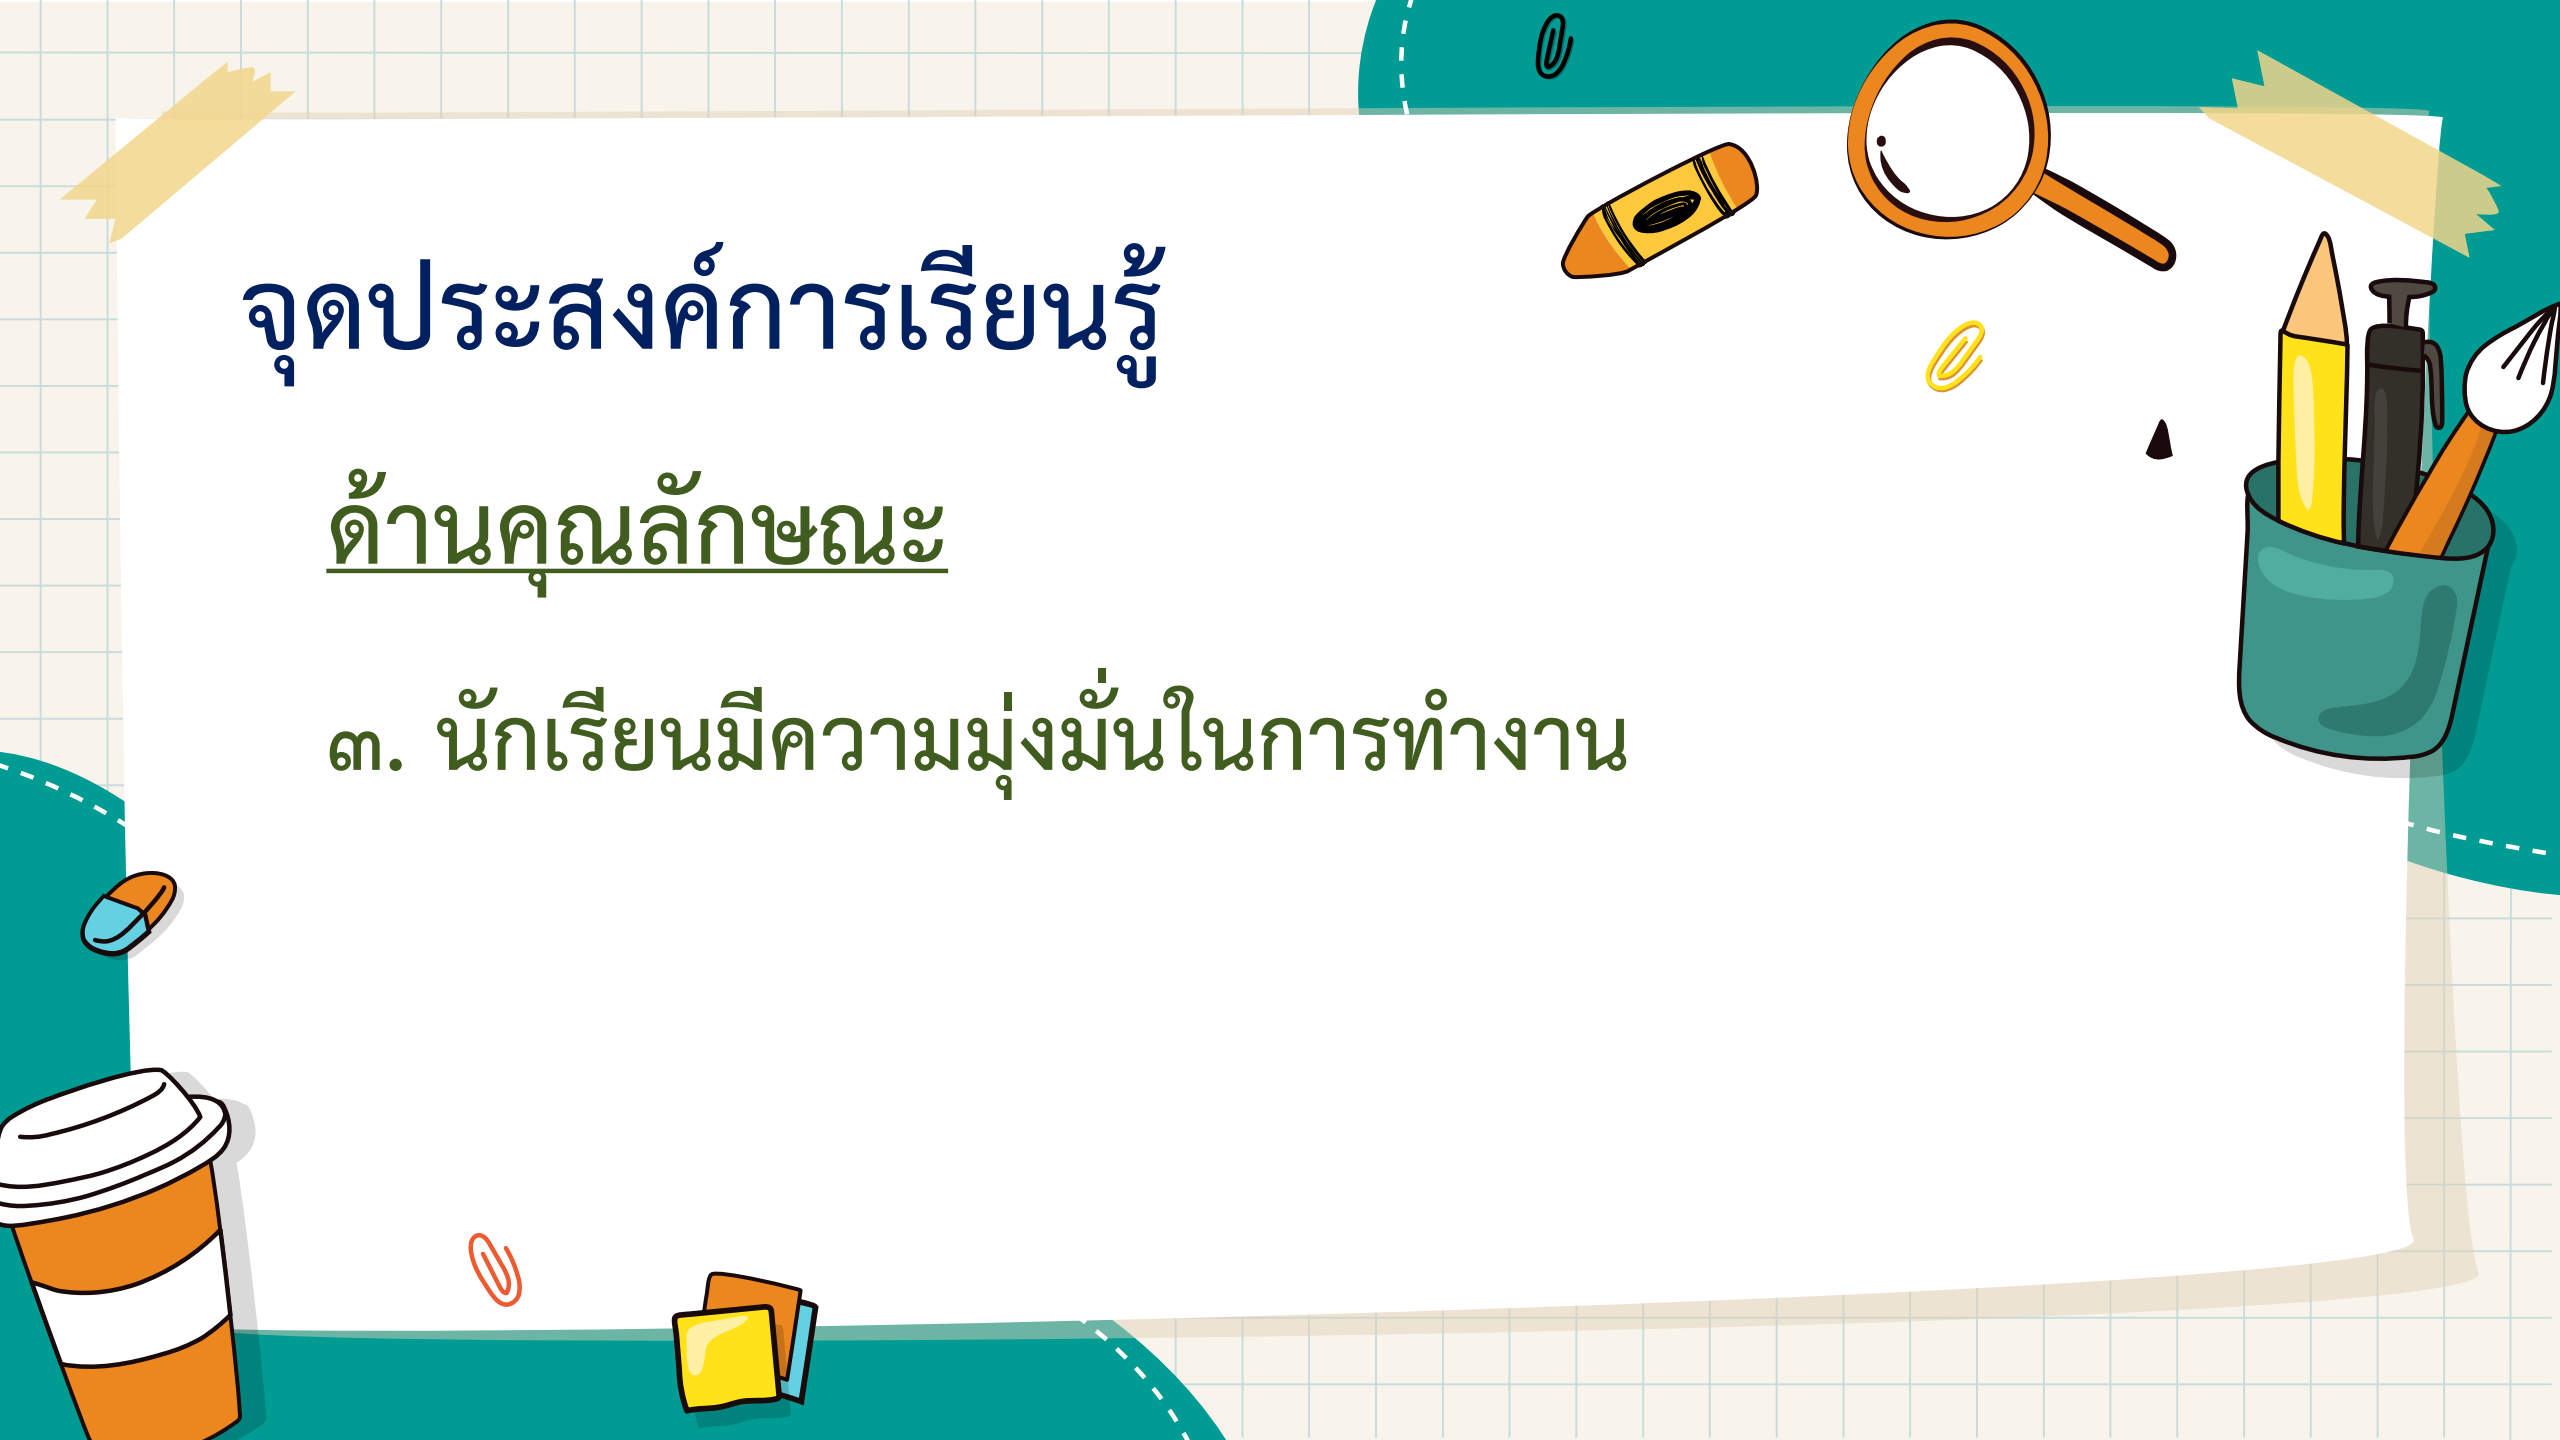 จุดประสงค์การเรียนรู้
ด้านคุณลักษณะ
๓. นักเรียนมีความมุ่งมั่นในการทำงาน